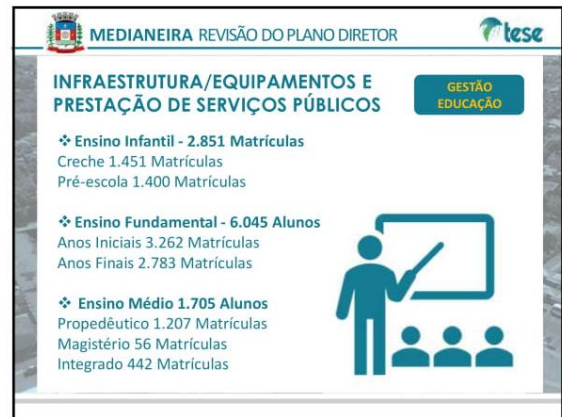 MEDIANEIRA REVISÃO DO PLANO DIRETOR
tese
INFRAESTRUTURA/EQUIPAMENTOS E
PRESTAÇÃO DE SERVIÇOS PÚBLICOS
GESTÃO
EDUCAÇÃO
❖ Ensino Infantil - 2.851 Matrículas
Creche 1.451 Matrículas
Pré-escola 1.400 Matrículas
❖ Ensino Fundamental - 6.045 Alunos
Anos Iniciais 3.262 Matrículas
Anos Finais 2.783 Matrículas
❖ Ensino Médio 1.705 Alunos
Propedêutico 1.207 Matrículas
Magistério 56 Matrículas
Integrado 442 Matrículas